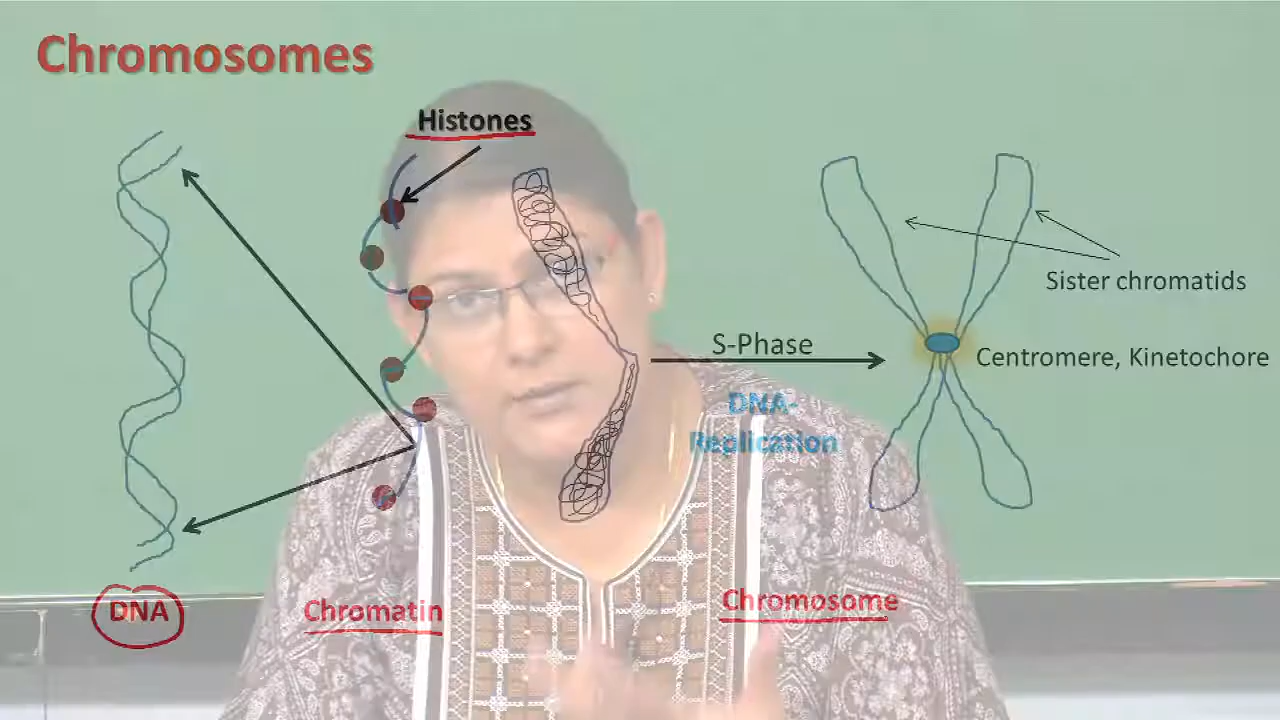 Chromosomes
Histones
Sister chromatids
S-Phase
Centromere, Kinetochore
DNA-
Replication
DNA
Chromatin
Chromosome